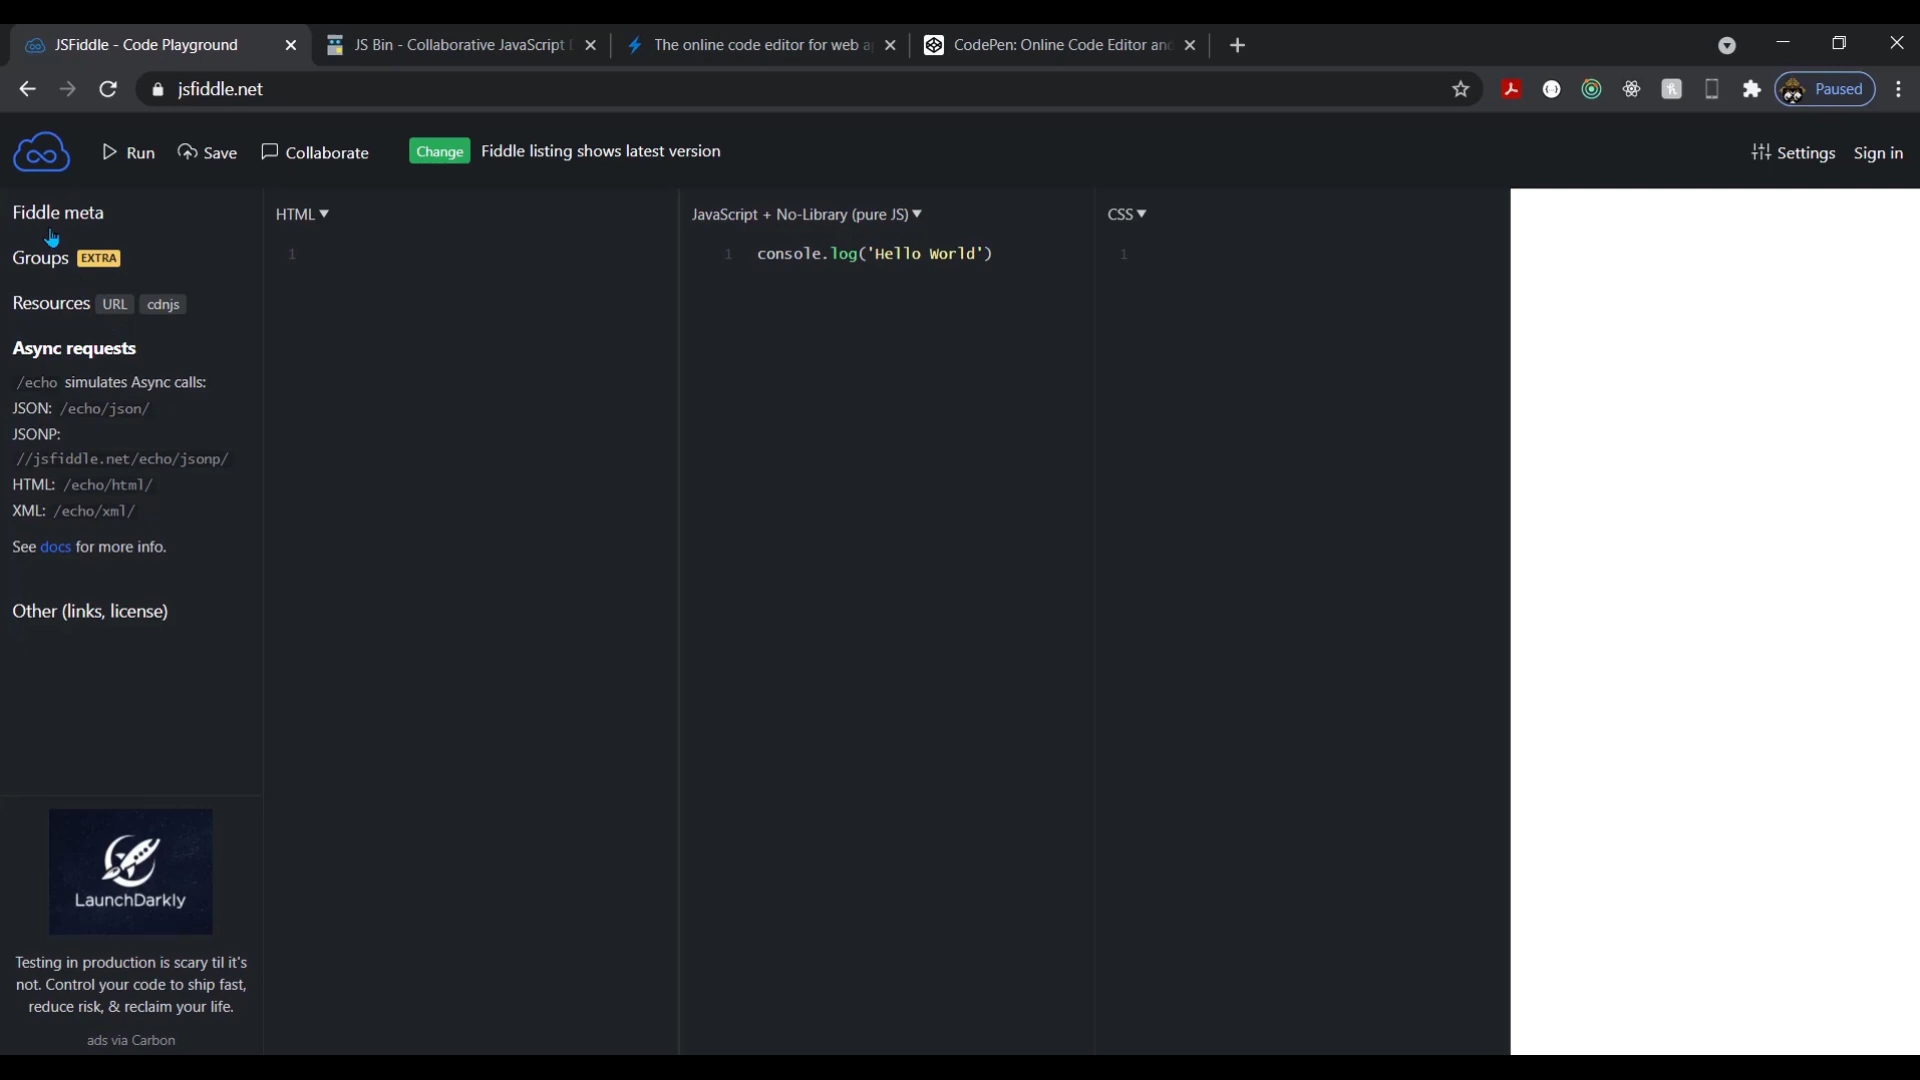 JSFiddle - Code Playground
JS Bin - Collaborative JavaScript
The online code editor for web a
CodePen: Online Code Editor an
jsfiddle.net
Paused
Run
Save
Collaborate
Change
Fiddle listing shows latest version
Settings
Sign in
Fiddle meta
Groups EXTRA
Resources URL cdnjs
Async requests
/echo simulates Async calls:
JSON: /echo/json/
JSONP:
//jsfiddle.net/echo/jsonp/
HTML: /echo/html/
XML: /echo/xml/
See docs for more info.
Other (links, license)
HTML
1
JavaScript + No-Library (pure JS)
1 console.log('Hello World')
CSS
1
LaunchDarkly
Testing in production is scary til it's
not. Control your code to ship fast,
reduce risk, & reclaim your life.
ads via Carbon